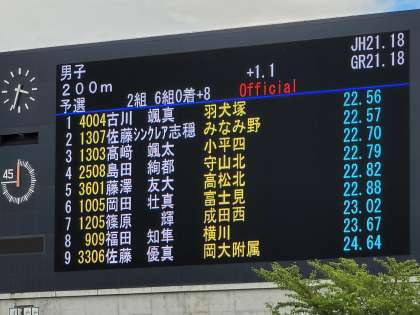 男子
JH21.18
200m
+1.1
GR21.18
予選
2組 6組0着+8
Official
1 4004 古川 颯真 羽犬塚 22.56
2 1307 佐藤シンクレア志穏 みなみ野 22.57
3 1303 髙﨑 颯太 小平四 22.70
4 2508 島田 絢都 守山北 22.79
5 3601 藤澤 友大 高松北 22.82
6 1005 岡田 壮真 富士見 22.88
7 1205 篠原 輝 成田西 23.02
8 909 福田 知隼 横川 23.67
9 3306 佐藤 優真 岡大附属 24.64
45